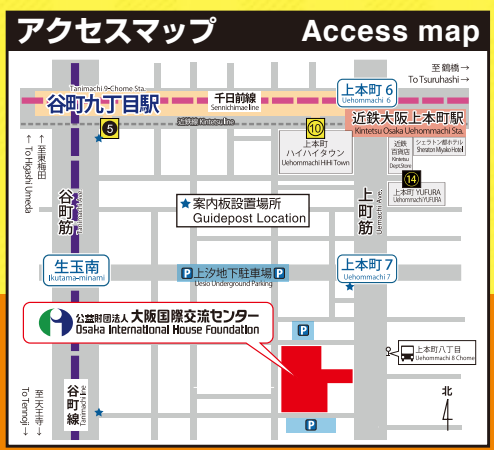 アクセスマップ Access map
至 鶴橋→
To Tsuruhashi→
Tanimachi 9-Chome Sta.
谷町九丁目駅
千日前線
Sennichimae line
上本町 6
Uehommachi 6
5
近鉄線 Kintetsu line
10
近鉄大阪上本町駅
Kintetsu Osaka Uehommachi Sta.
上本町
ハイハイタウン
Uehommachi HiHi Town
近鉄
百貨店
Kintetsu
Dept.Store
シェラトン都ホテル
Sheraton Miyako Hotel
14
上本町 YUFURA
Uehommachi YUFURA
←至東梅田
← To Higashi Umeda
谷町筋
Tanimachi Ave.
★案内板設置場所
Guidepost Location
上町筋
Uemachi Ave.
生玉南
Ikutama-minami
P 上汐地下駐車場 P
Uesio Underground Parking
上本町 7
Uehommachi 7
公益財団法人 大阪国際交流センター
Osaka International House Foundation
P
上本町八丁目
Uehommachi 8 Chome
至天王寺→
To Tennoji→
谷町線
Tanimachi line
P
北
4